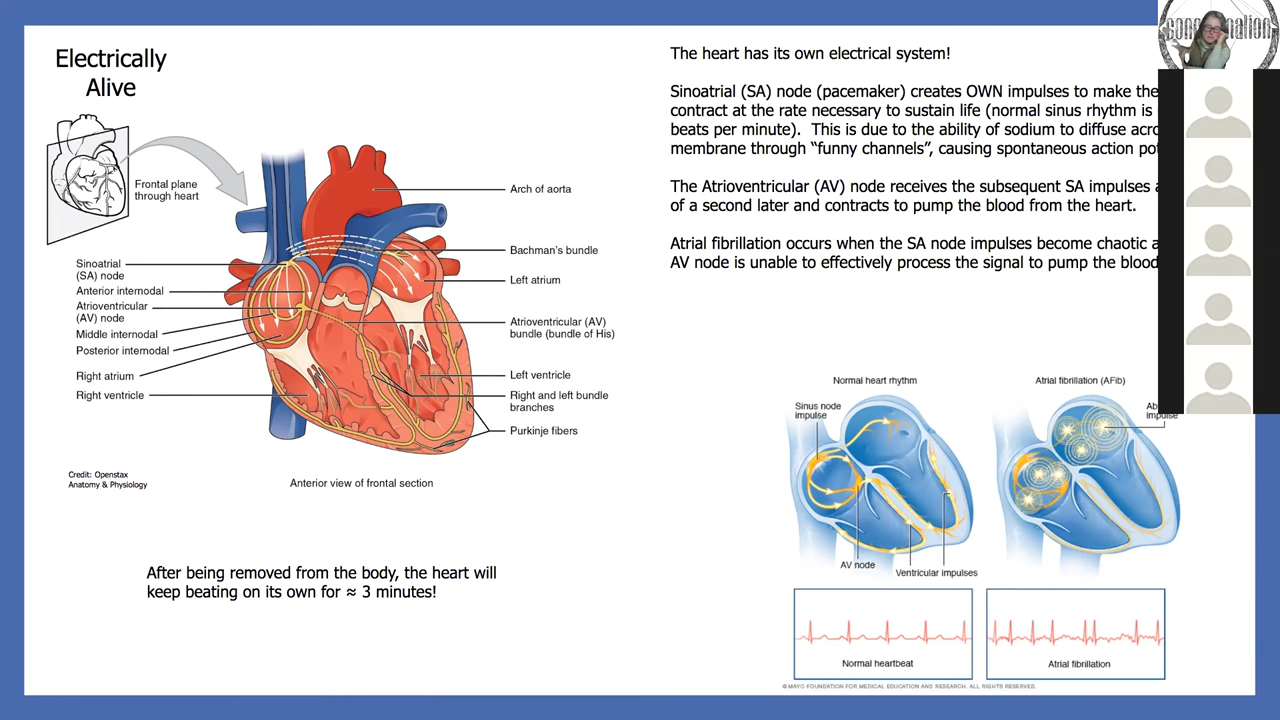 Electrically
Alive
Frontal plane
through heart
Arch of aorta
Bachman's bundle
Left atrium
Atrioventricular (AV)
bundle (bundle of His)
Left ventricle
Right and left bundle
branches
Purkinje fibers
Sinoatrial
(SA) node
Anterior internodal
Atrioventricular
(AV) node
Middle internodal
Posterior internodal
Right atrium
Right ventricle
Credit: Openstax
Anatomy & Physiology
Anterior view of frontal section
After being removed from the body, the heart will
keep beating on its own for ≈ 3 minutes!
The heart has its own electrical system!
Sinoatrial (SA) node (pacemaker) creates OWN impulses to make the
contract at the rate necessary to sustain life (normal sinus rhythm is
beats per minute). This is due to the ability of sodium to diffuse
membrane through "funny channels", causing spontaneous action
The Atrioventricular (AV) node receives the subsequent SA impulses
of a second later and contracts to pump the blood from the heart.
Atrial fibrillation occurs when the SA node impulses become chaotic
AV node is unable to effectively process the signal to pump the blood
Normal heart rhythm
Sinus node
impulse
AV node
Ventricular impulses
Atrial fibrillation (AFib)
impulse
Normal heartbeat
Atrial fibrillation
© MAYO FOUNDATION FOR MEDICAL EDUCATION AND RESEARCH. ALL RIGHTS RESERVED.